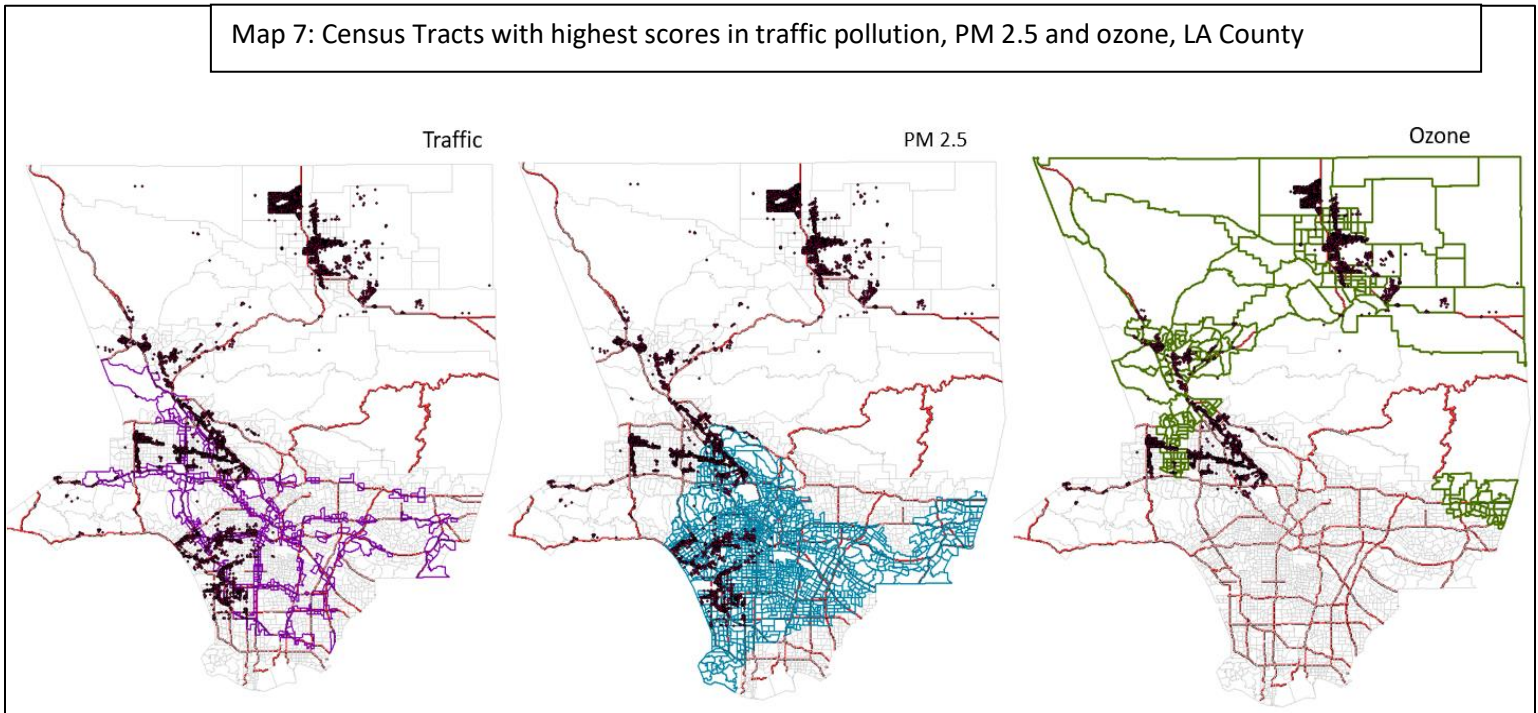 Map 7: Census Tracts with highest scores in traffic pollution, PM 2.5 and ozone, LA County
Traffic
PM 2.5
Ozone